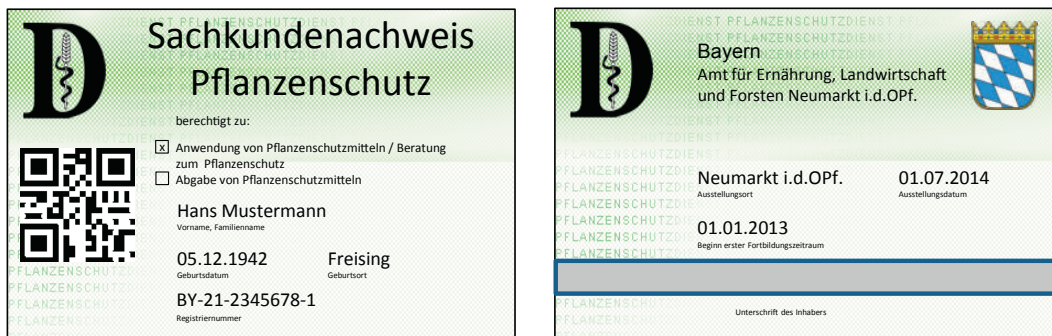 Sachkundenachweis
Pflanzenschutz
berechtigt zu:
x Anwendung von Pflanzenschutzmitteln / Beratung
zum Pflanzenschutz
Abgabe von Pflanzenschutzmitteln
Hans Mustermann
Vorname, Familienname
05.12.1942 Freising
Geburtsdatum Geburtsort
BY-21-2345678-1
Registriernummer
D
Bayern
Amt für Ernährung, Landwirtschaft
und Forsten Neumarkt i.d.OPf.
Neumarkt i.d.OPf. 01.07.2014
Ausstellungsort Ausstellungsdatum
01.01.2013
Beginn erster Fortbildungszeitraum
Unterschrift des Inhabers